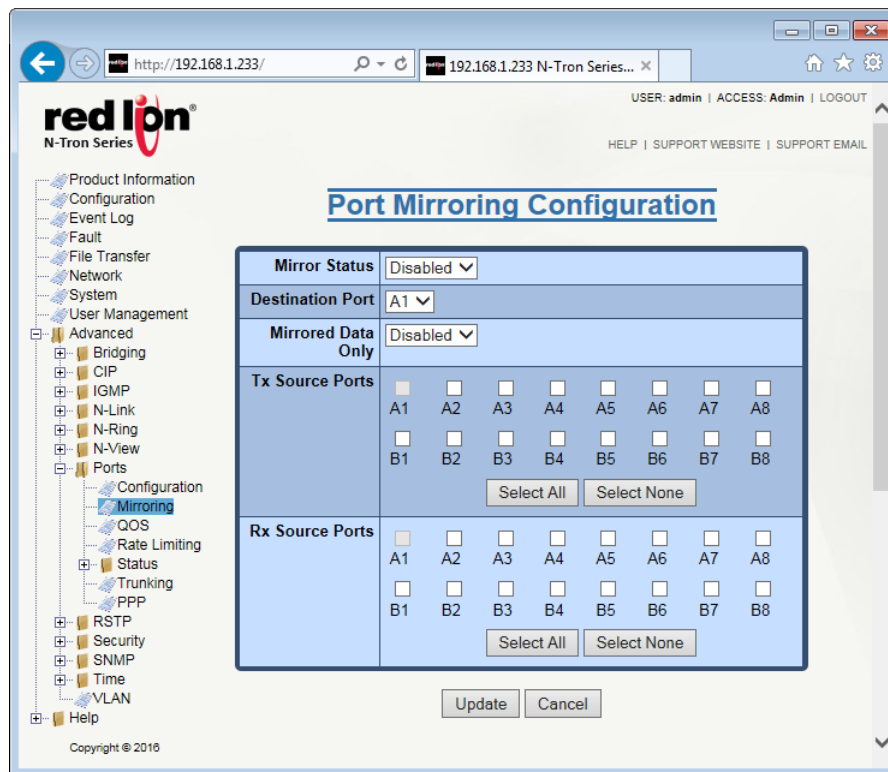 http://192.168.1.233/
192.168.1.233 N-Tron Series...
USER: admin | ACCESS: Admin | LOGOUT
red lion®
N-Tron Series
HELP | SUPPORT WEBSITE | SUPPORT EMAIL
Product Information
Configuration
Event Log
Fault
File Transfer
Network
System
User Management
Advanced
Bridging
CIP
IGMP
N-Link
N-Ring
N-View
Ports
Configuration
Mirroring
QOS
Rate Limiting
Status
Trunking
PPP
RSTP
Security
SNMP
Time
VLAN
Help
Copyright © 2016
Port Mirroring Configuration
Mirror Status Disabled
Destination Port A1
Mirrored Data
Only
Disabled
Tx Source Ports
A1 A2 A3 A4 A5 A6 A7 A8
B1 B2 B3 B4 B5 B6 B7 B8
Select All Select None
Rx Source Ports
A1 A2 A3 A4 A5 A6 A7 A8
B1 B2 B3 B4 B5 B6 B7 B8
Select All Select None
Update Cancel